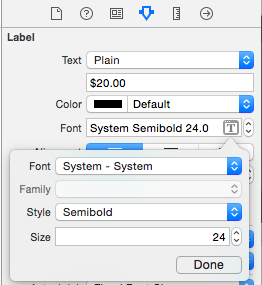 Label
Text Plain
$20.00
Color Default
Font System Semibold 24.0
Font System - System
Family
Style Semibold
Size 24
Done